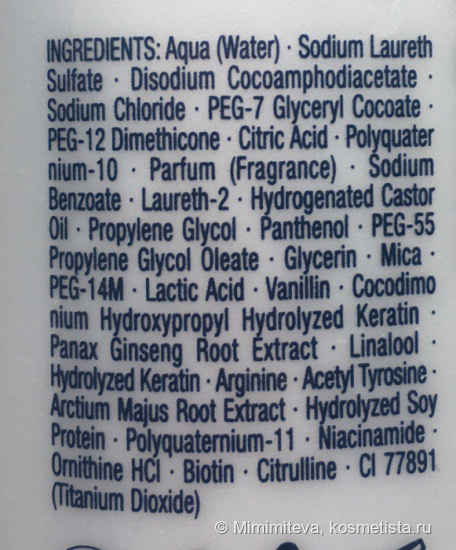 INGREDIENTS: Aqua (Water) · Sodium Laureth
Sulfate · Disodium Cocoamphodiacetate ·
Sodium Chloride · PEG-7 Glyceryl Cocoate ·
PEG-12 Dimethicone · Citric Acid · Polyquater
nium-10 · Parfum (Fragrance) · Sodium
Benzoate · Laureth-2 · Hydrogenated Castor
Oil · Propylene Glycol · Panthenol · PEG-55
Propylene Glycol Oleate · Glycerin · Mica ·
PEG-14M · Lactic Acid · Vanillin · Cocodimo
nium Hydroxypropyl Hydrolyzed Keratin ·
Panax Ginseng Root Extract · Linalool ·
Hydrolyzed Keratin · Arginine · Acetyl Tyrosine ·
Arctium Majus Root Extract · Hydrolyzed Soy
Protein · Polyquaternium-11 · Niacinamide ·
Ornithine HCl · Biotin · Citrulline · CI 77891
(Titanium Dioxide)
© Mimimiteva, kosmetista.ru